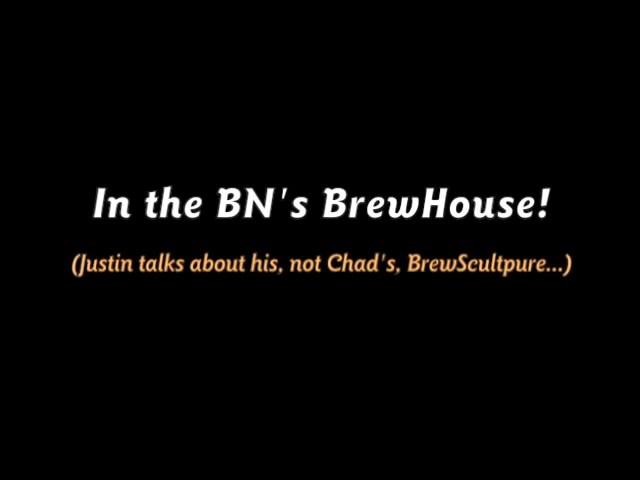 In the BN's BrewHouse!
(Justin talks about his, not Chad's, BrewScultpure...)